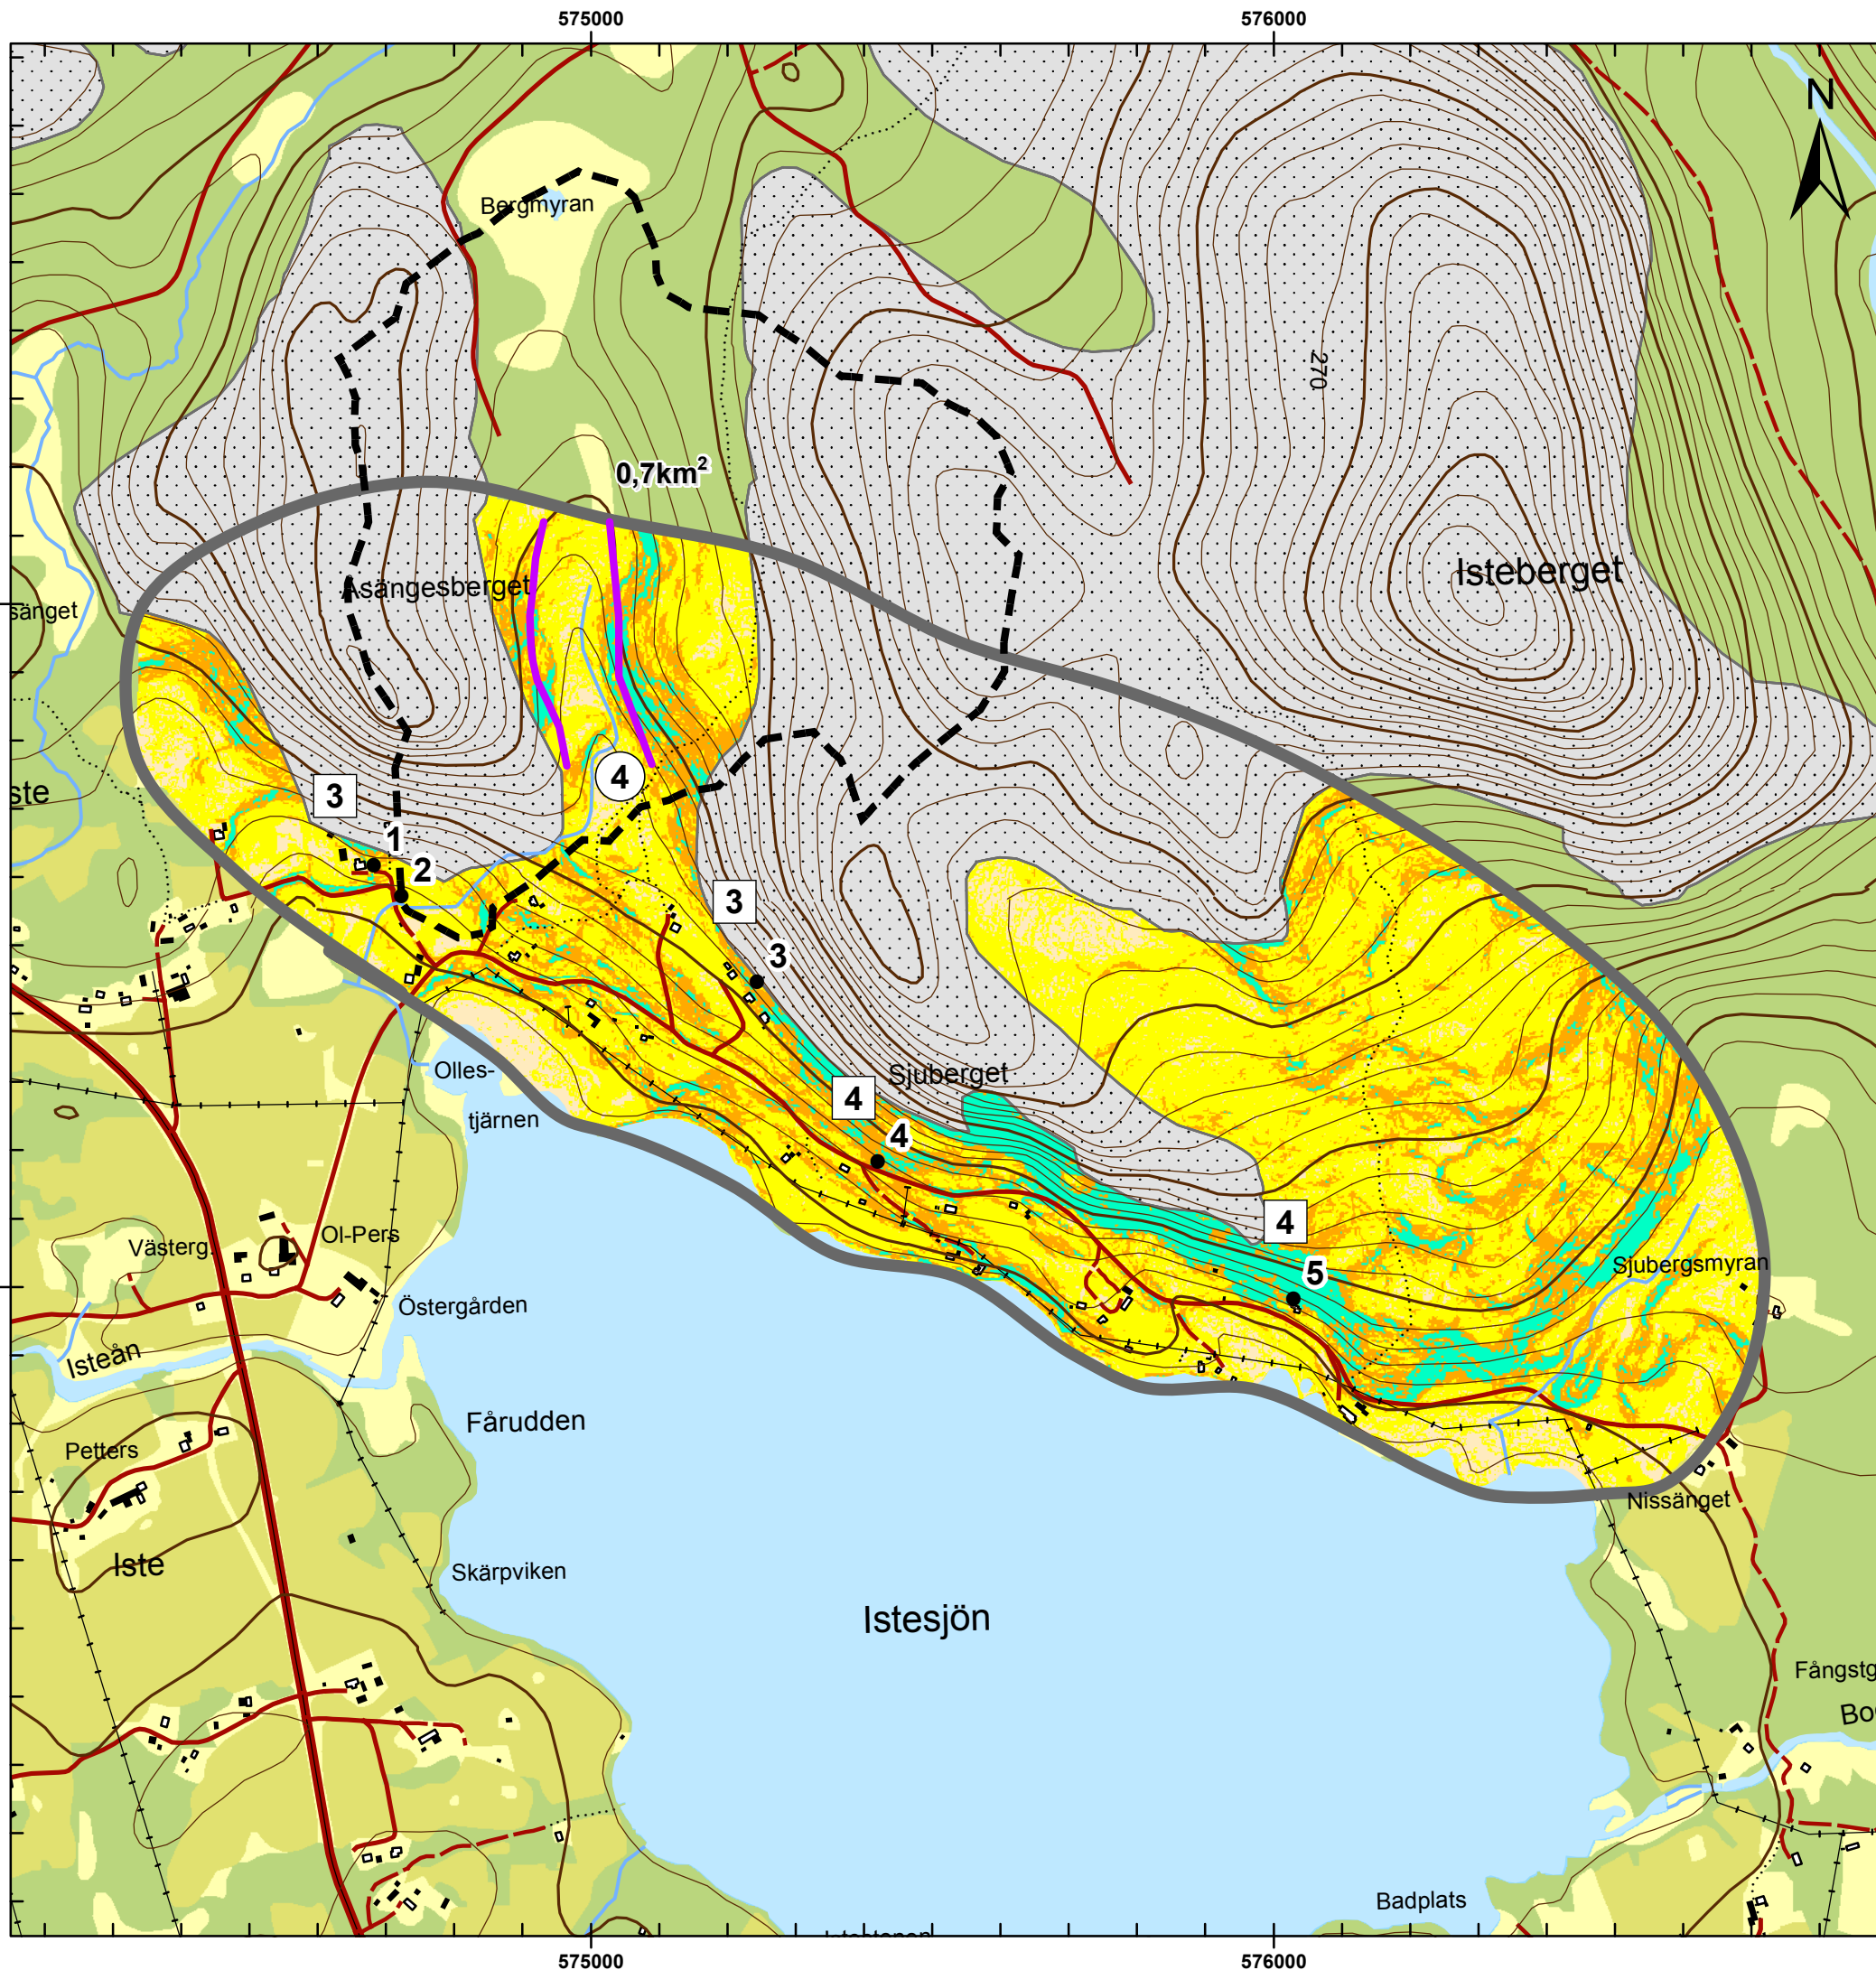 575000
576000
N
Bergmyran
270
0,7km²
Åsängesberget
Isteberget
sänget
ste
4
3
1
2
3
3
Olles-
tjärnen
Sjuberget
4
4
4
5
Västerg.
Ol-Pers
Sjubergsmyran
Östergården
Isteån
Fårudden
Petters
Nissänget
Iste
Skärpviken
Istesjön
Fångstg
Bo
Badplats
575000
576000